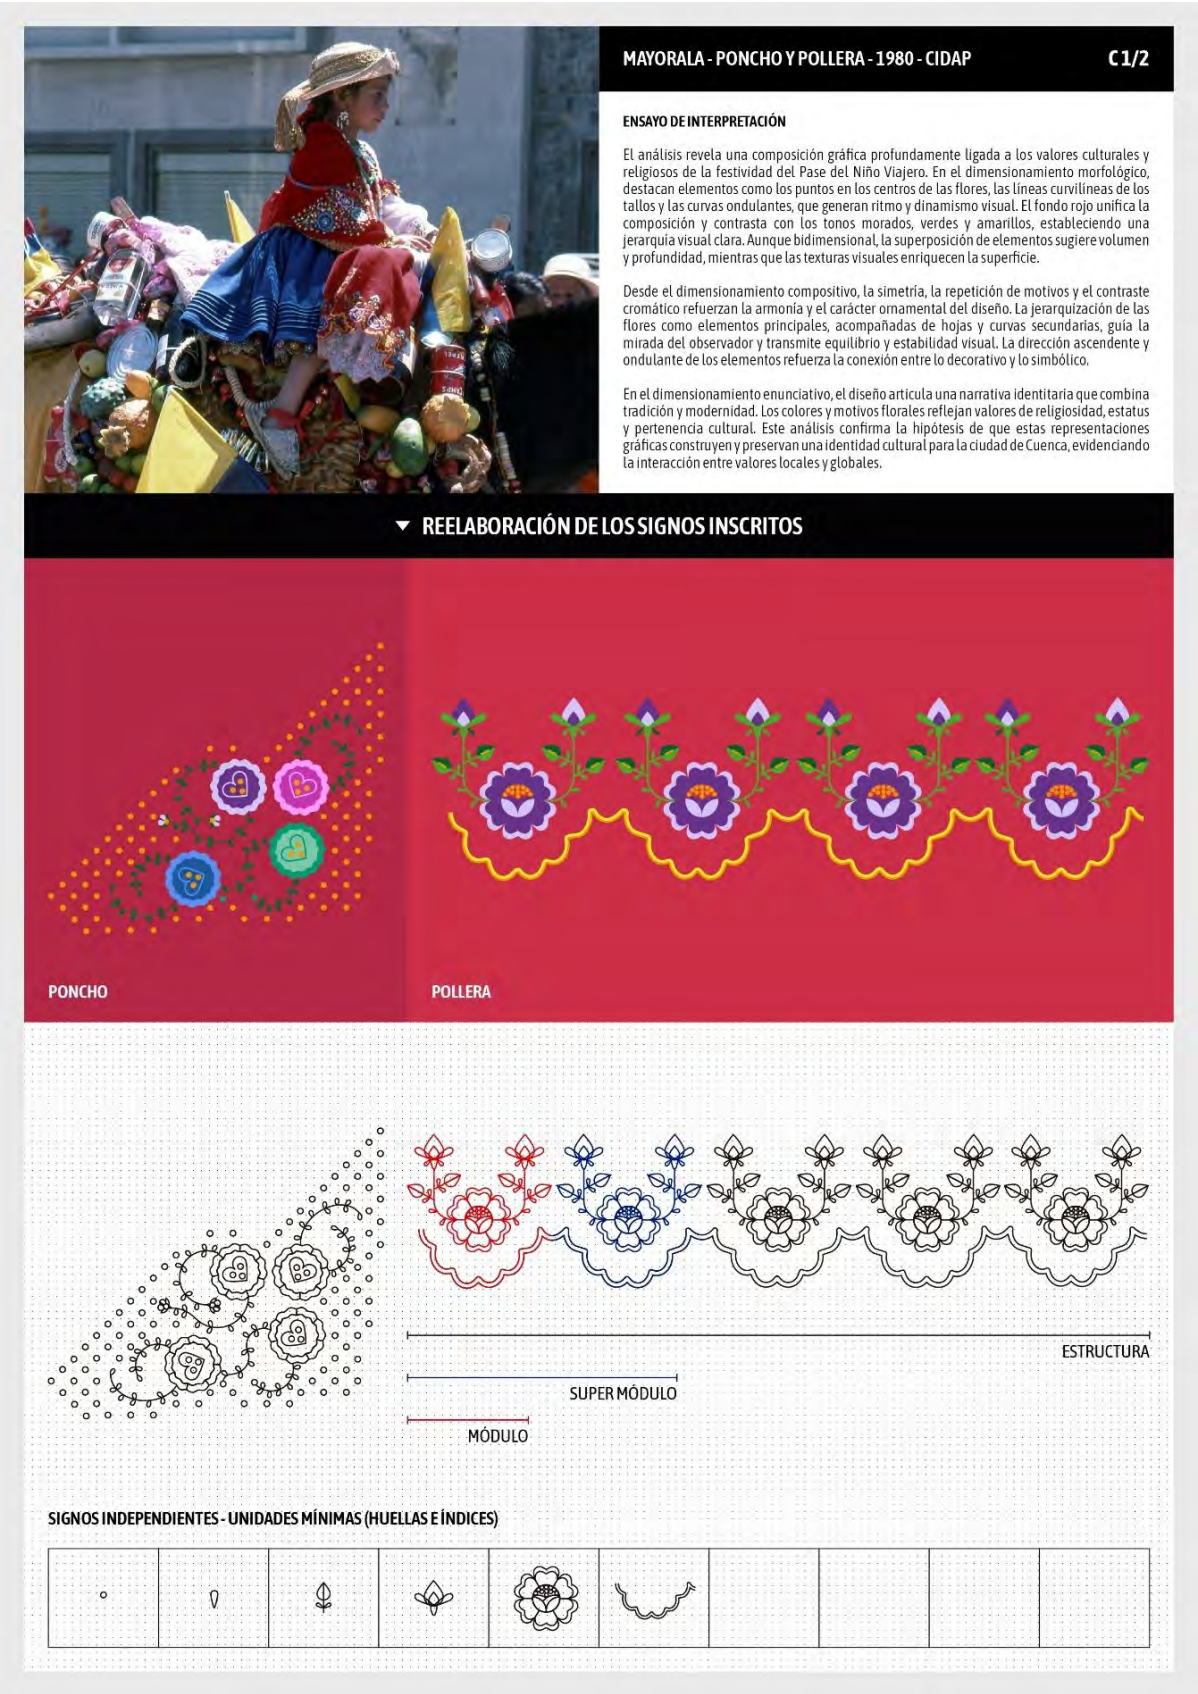 MAYORALA - PONCHO Y POLLERA - 1980 - CIDAP
C 1/2
ENSAYO DE INTERPRETACIÓN
El análisis revela una composición gráfica profundamente ligada a los valores culturales y
religiosos de la festividad del Pase del Niño Viajero. En el dimensionamiento morfológico,
destacan elementos como los puntos en los centros de las flores, las líneas curvilíneas de los
tallos y las curvas ondulantes, que generan ritmo y dinamismo visual. El fondo rojo unifica la
composición y contrasta con los tonos morados, verdes y amarillos, estableciendo una
jerarquía visual clara. Aunque bidimensional, la superposición de elementos sugiere volumen
y profundidad, mientras que las texturas visuales enriquecen la superficie.
Desde el dimensionamiento compositivo, la simetría, la repetición de motivos y el contraste
cromático refuerzan la armonía y el carácter ornamental del diseño. La jerarquización de las
flores como elementos principales, acompañadas de hojas y curvas secundarias, guía la
mirada del observador y transmite equilibrio y estabilidad visual. La dirección ascendente y
ondulante de los elementos refuerza la conexión entre lo decorativo y lo simbólico.
En el dimensionamiento enunciativo, el diseño articula una narrativa identitaria que combina
tradición y modernidad. Los colores y motivos florales reflejan valores de religiosidad, estatus
y pertenencia cultural. Este análisis confirma la hipótesis de que estas representaciones
gráficas construyen y preservan una identidad cultural para la ciudad de Cuenca, evidenciando
la interacción entre valores locales y globales.
REELABORACIÓN DE LOS SIGNOS INSCRITOS
PONCHO
POLLERA
ESTRUCTURA
SUPER MÓDULO
MÓDULO
SIGNOS INDEPENDIENTES - UNIDADES MÍNIMAS (HUELLAS E ÍNDICES)